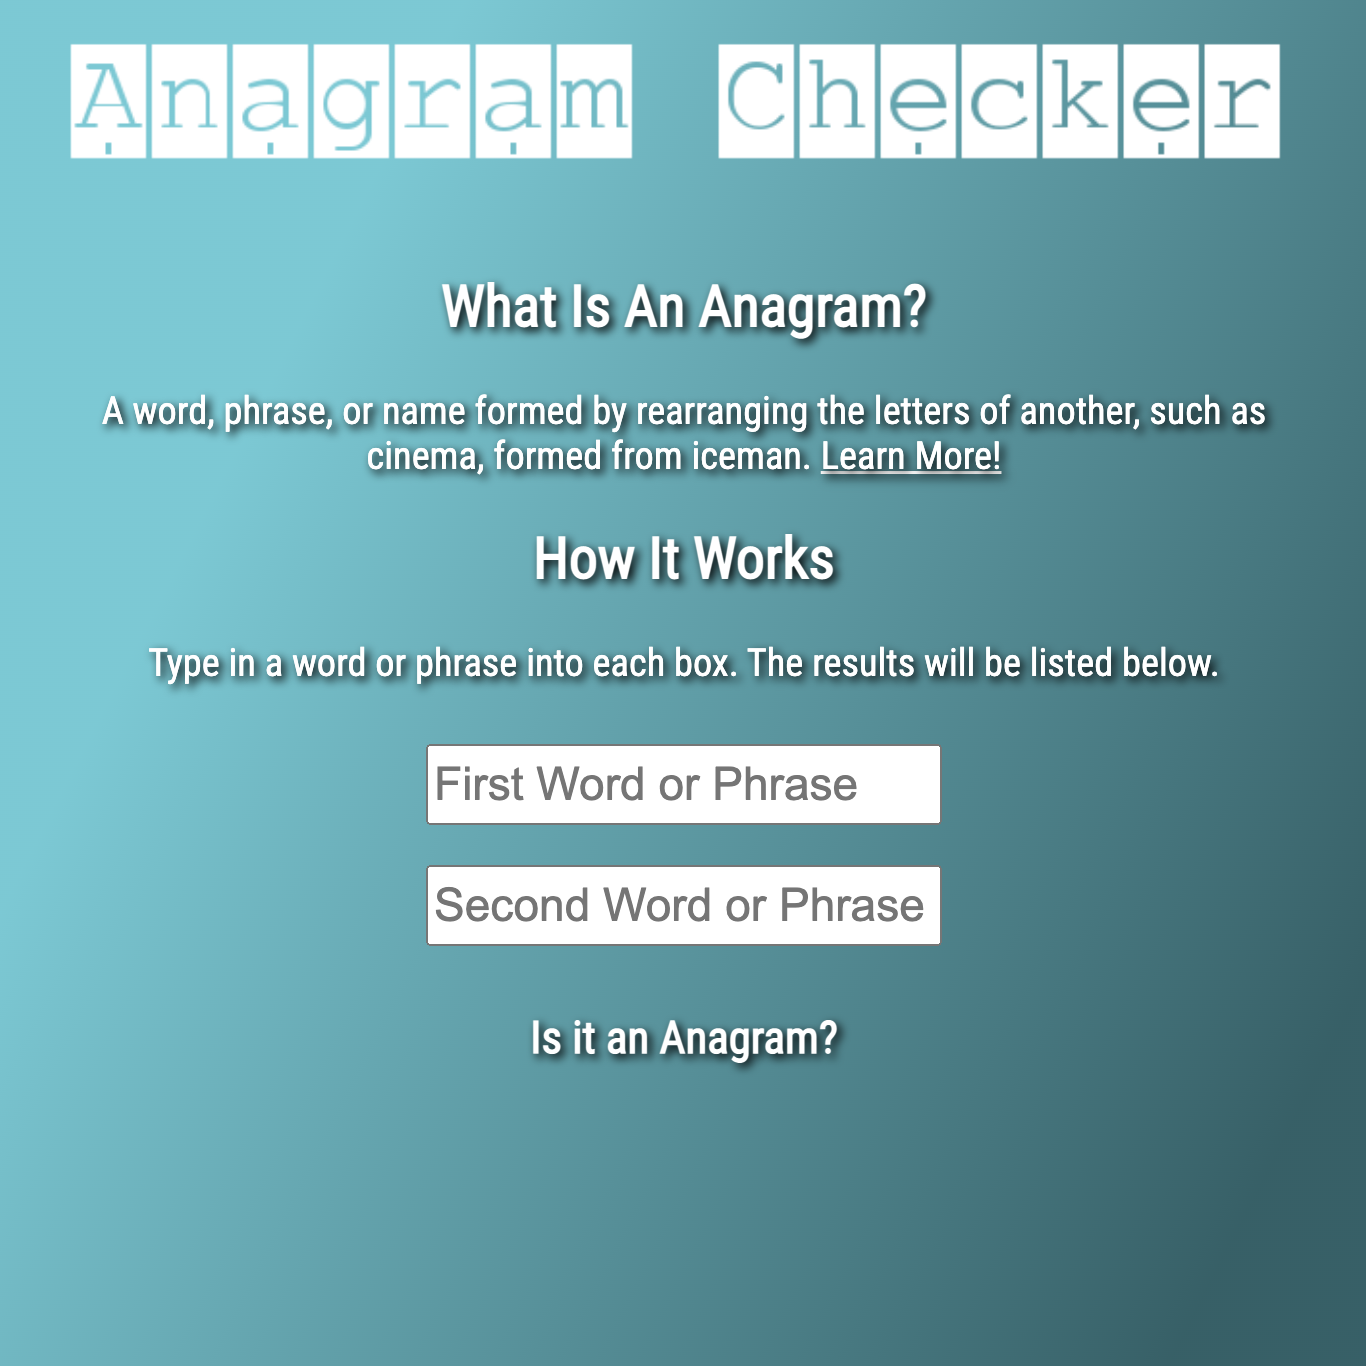 Anagram Checker
What Is An Anagram?
A word, phrase, or name formed by rearranging the letters of another, such as
cinema, formed from iceman. Learn More!
How It Works
Type in a word or phrase into each box. The results will be listed below.
First Word or Phrase
Second Word or Phrase
Is it an Anagram?